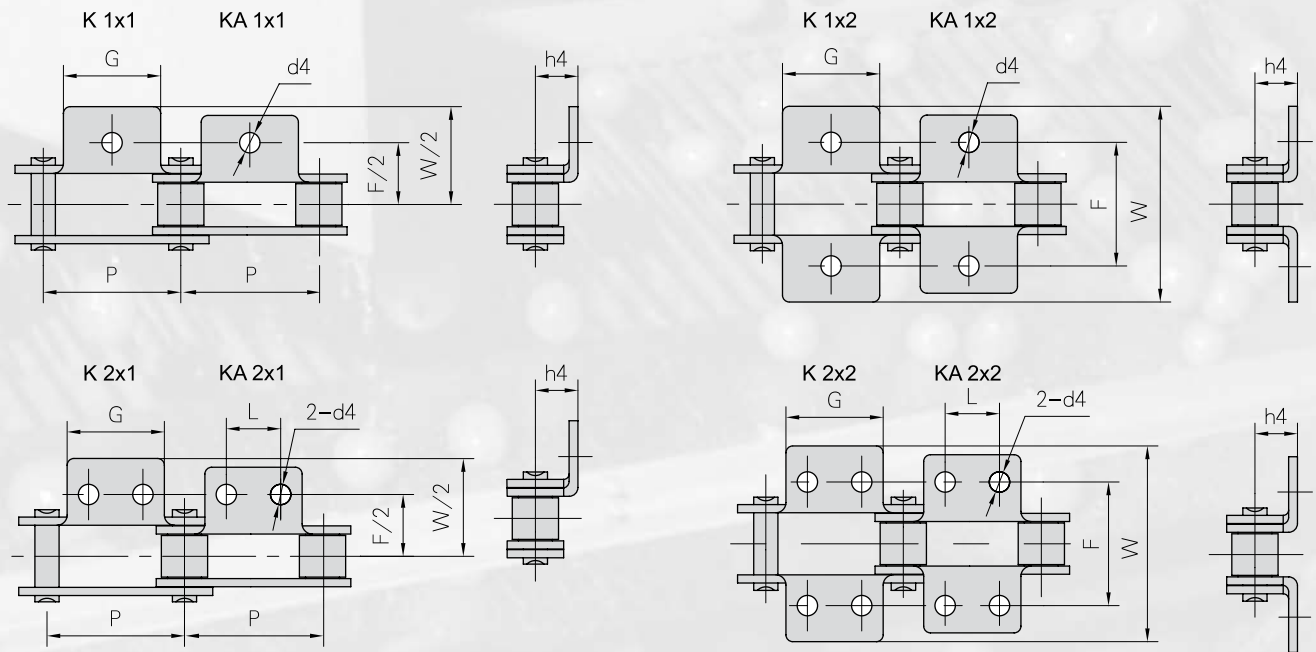 K 1x1 KA 1x1
G
d4
h4
F/2
W/2
P P
K 1x2 KA 1x2
G
d4
h4
F
W
K 2x1 KA 2x1
G L 2-d4
h4
F/2
W/2
P P
K 2x2 KA 2x2
G L 2-d4
h4
F
W